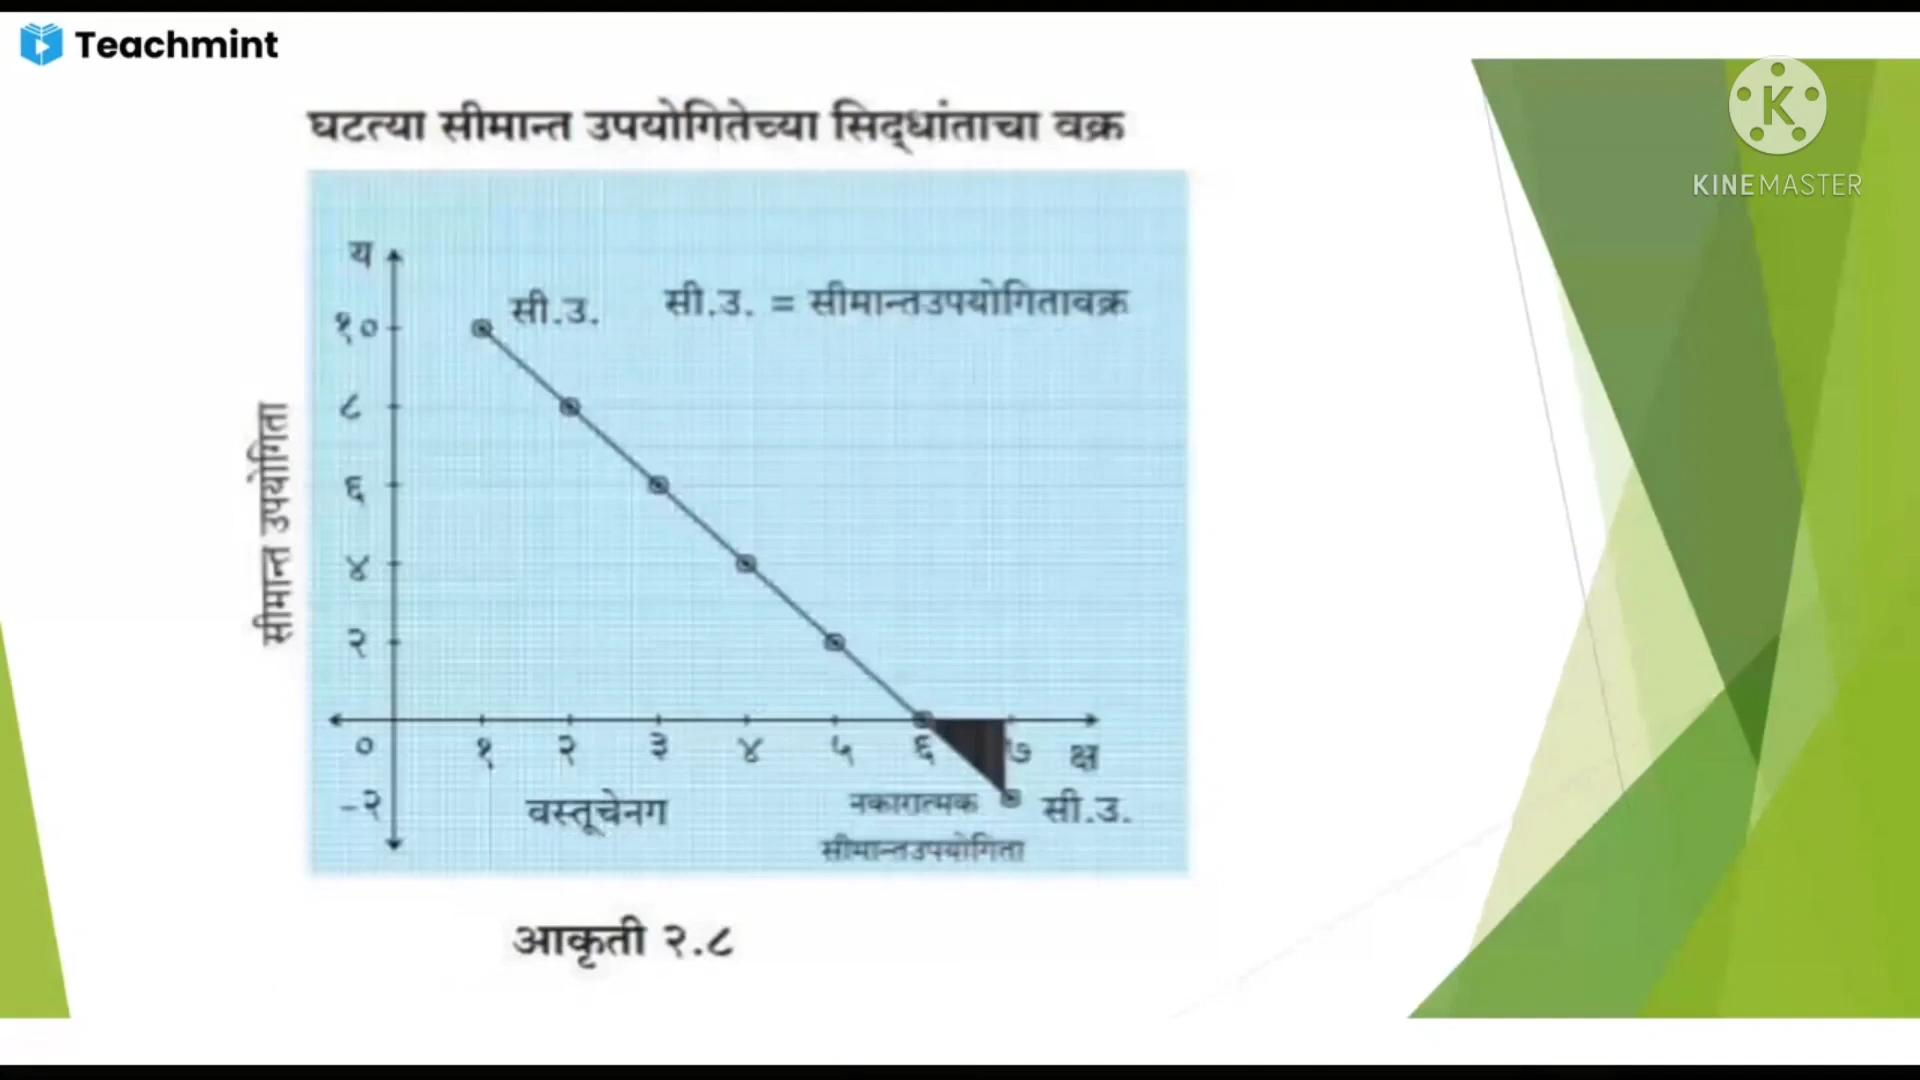 Teachmint
K
KINEMASTER
घटत्या सीमान्त उपयोगितेच्या सिद्धांताचा वक्र
य
सी.उ.
सी.उ. = सीमान्तउपयोगितावक्र
१०
८
६
४
२
सीमान्त उपयोगिता
० १ २ ३ ४ ५ ६ ७ क्ष
-२
वस्तूचेनग
नकारात्मक
सीमान्तउपयोगिता
सी.उ.
आकृती २.८